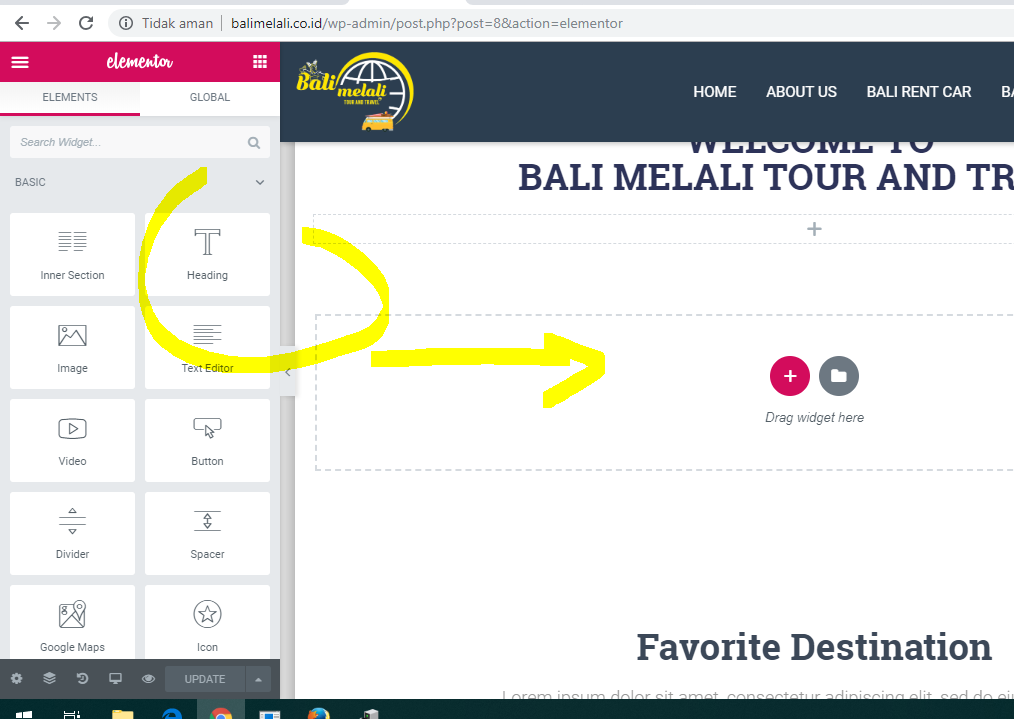 Tidak aman | balimelali.co.id/wp-admin/post.php?post=8&action=elementor
elementor
ELEMENTS GLOBAL
Search Widget...
BASIC
Inner Section
Heading
Image
Text Editor
Video
Button
Divider
Spacer
Google Maps
Icon
UPDATE
Bali
melali
TOUR AND TRAVEL
HOME ABOUT US BALI RENT CAR BA
WELCOME TO
BALI MELALI TOUR AND TR
Drag widget here
Favorite Destination
Lorem ipsum dolor sit amet, consectetur adipiscing elit, sed do ei